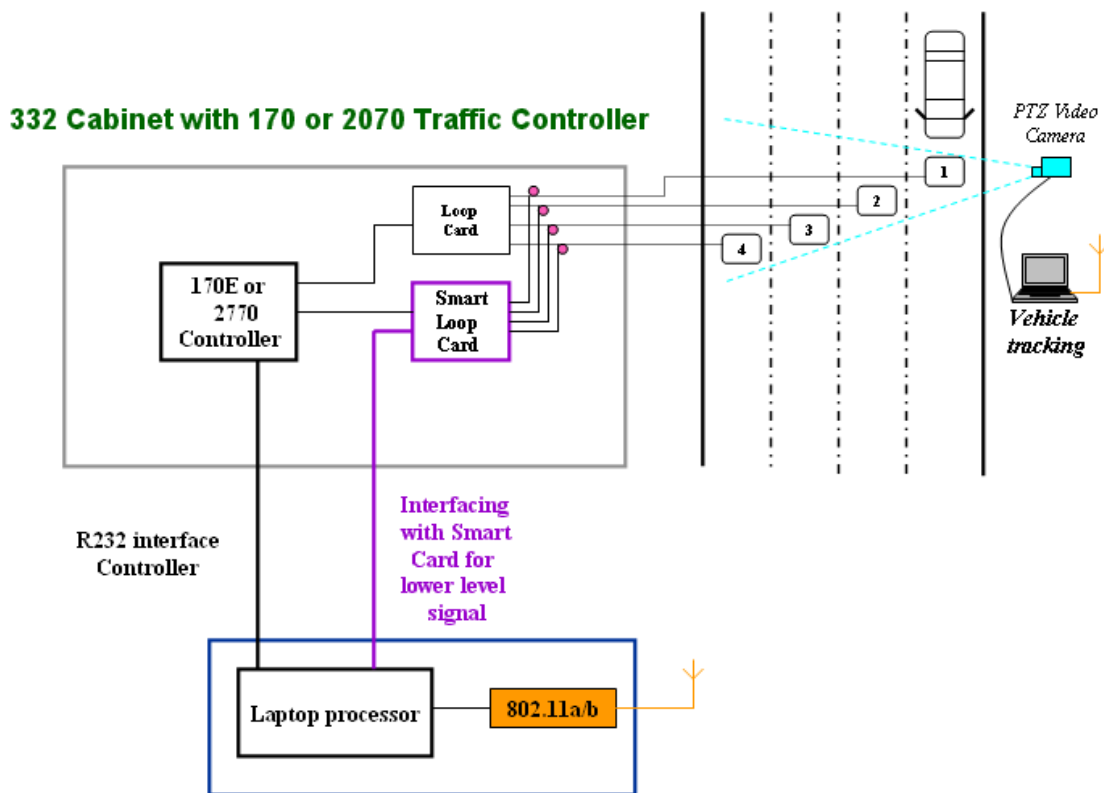 332 Cabinet with 170 or 2070 Traffic Controller
PTZ Video
Camera
1
2
3
4
Loop
Card
170E or
2770
Controller
Smart
Loop
Card
Vehicle
tracking
R232 interface
Controller
Interfacing
with Smart
Card for
lower level
signal
Laptop processor
802.11a/b